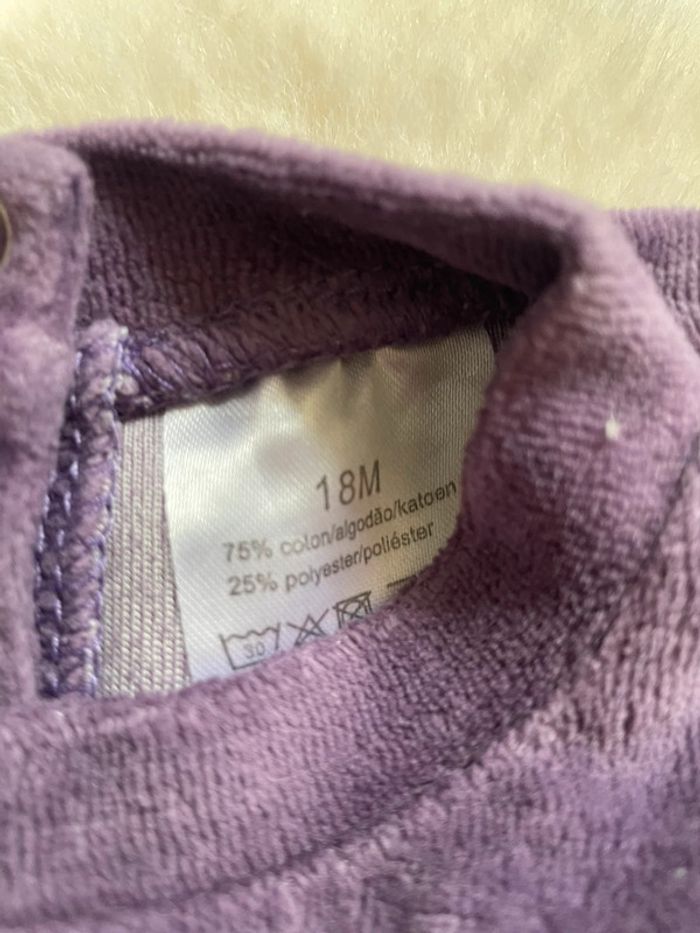 18M
75% coton/algodão/katoen
25% polyester/poliéster
30